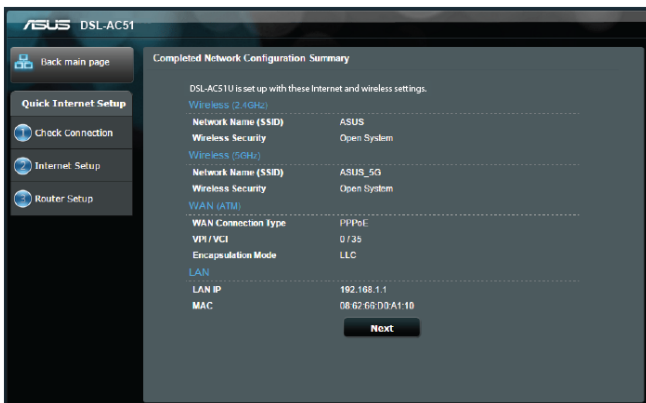 ASUS DSL-AC51
Back main page
Quick Internet Setup
1 Check Connection
2 Internet Setup
3 Router Setup
Completed Network Configuration Summary
DSL-AC51U is set up with these Internet and wireless settings.
Wireless (2.4GHz)
Network Name (SSID) ASUS
Wireless Security Open System
Wireless (5GHz)
Network Name (SSID) ASUS_5G
Wireless Security Open System
WAN (ATM)
WAN Connection Type PPPoE
VPI / VCI 0 / 35
Encapsulation Mode LLC
LAN
LAN IP 192.168.1.1
MAC 08:62:66:D0:A1:10
Next